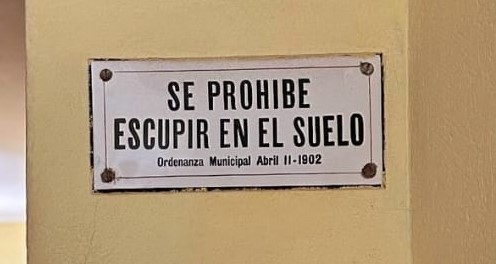 SE PROHIBE
ESCUPIR EN EL SUELO
Ordenanza Municipal Abril 11-1902